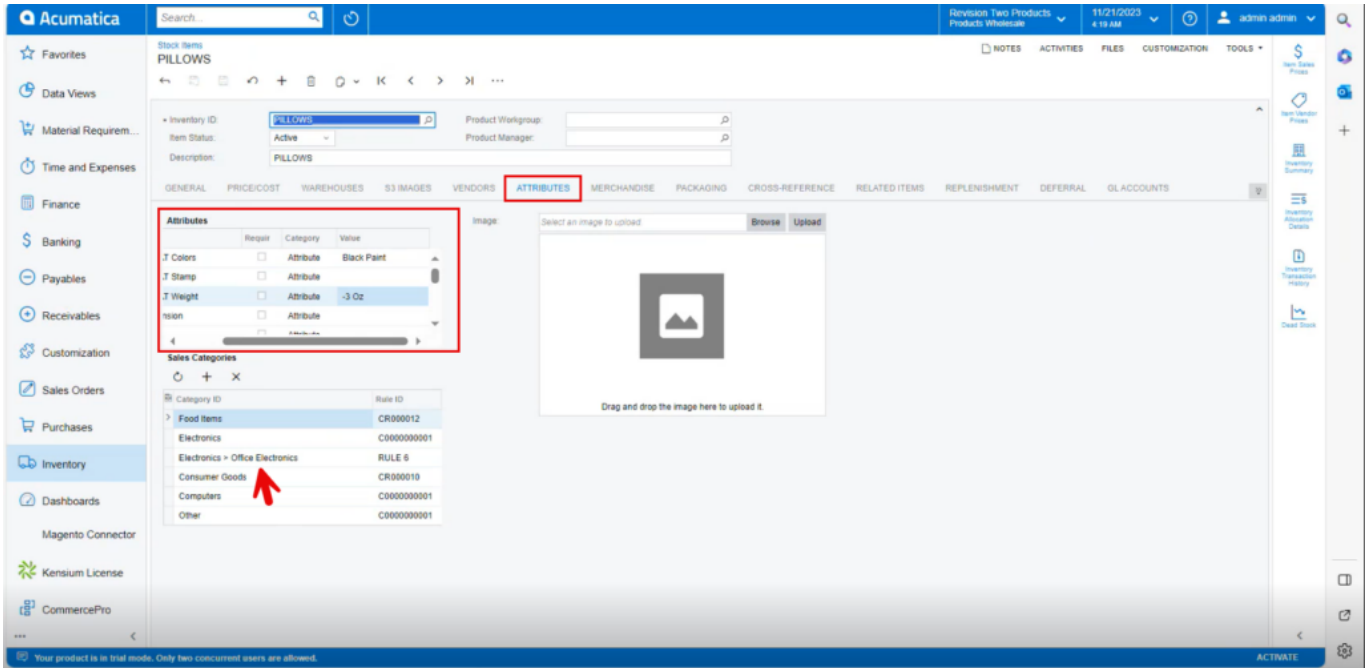 Acumatica
Search...
Revision Two Products
Products Wholesale
11/21/2023
4:19 AM
admin admin
Favorites
Data Views
Material Requirem...
Time and Expenses
Finance
Banking
Payables
Receivables
Customization
Sales Orders
Purchases
Inventory
Dashboards
Magento Connector
Kensium License
CommercePro
Stock Items
PILLOWS
NOTES ACTIVITIES FILES CUSTOMIZATION TOOLS
Inventory ID: PILLOWS Product Workgroup:
Item Status: Active Product Manager:
Description: PILLOWS
GENERAL PRICE/COST WAREHOUSES S3 IMAGES VENDORS ATTRIBUTES MERCHANDISE PACKAGING CROSS-REFERENCE RELATED ITEMS REPLENISHMENT DEFERRAL GL ACCOUNTS
Attributes
Requir Category Value
.T Colors Attribute Black Paint
.T Stamp Attribute
.T Weight Attribute -3 Oz
nsion Attribute
Sales Categories
Category ID Rule ID
Food Items CR000012
Electronics C0000000001
Electronics > Office Electronics RULE 6
Consumer Goods CR000010
Computers C0000000001
Other C0000000001
Image: Select an image to upload Browse Upload
Drag and drop the image here to upload it.
Item Sales
Prices
Item Vendor
Prices
Inventory
Summary
Inventory
Allocation
Details
Inventory
Transaction
History
Dead Stock
Your product is in trial mode. Only two concurrent users are allowed.
ACTIVATE